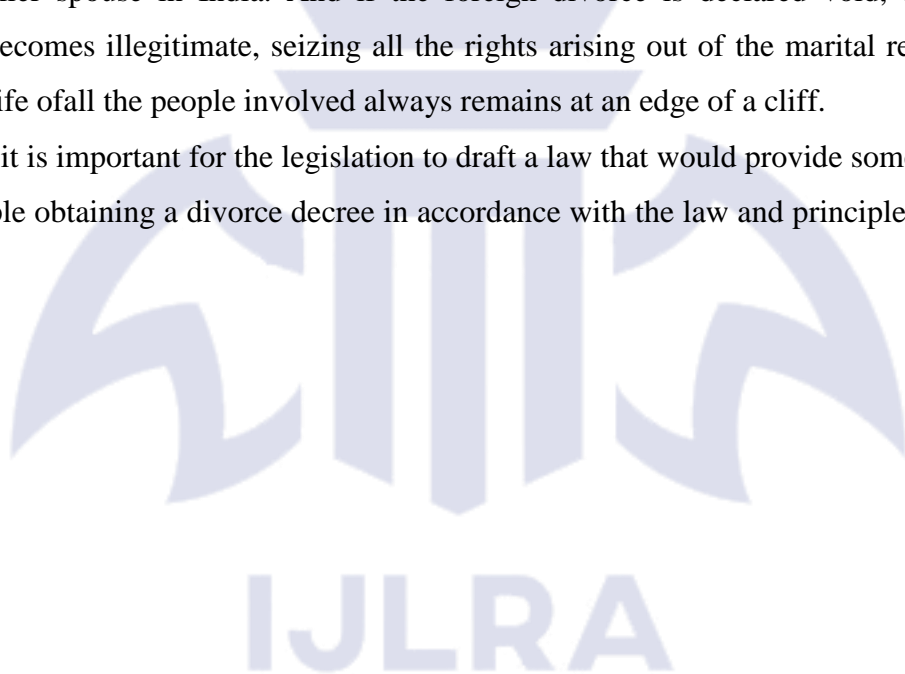 her spouse in India. And if the foreign divorce is declared void,
ecomes illegitimate, seizing all the rights arising out of the marital re
ife ofall the people involved always remains at an edge of a cliff.
it is important for the legislation to draft a law that would provide som
ple obtaining a divorce decree in accordance with the law and principle
IJLRA